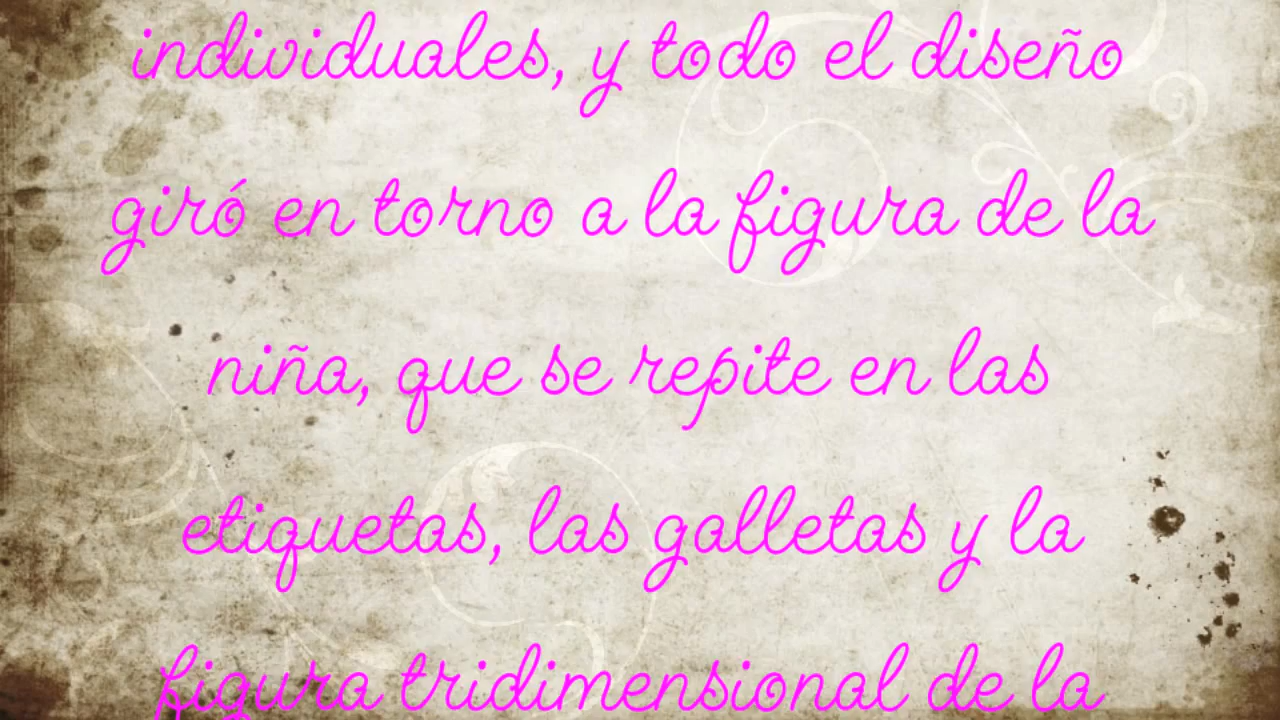 individuales, y todo el diseño
giró en torno a la figura de la
niña, que se repite en las
etiquetas, las galletas y la
figura tridimensional de la